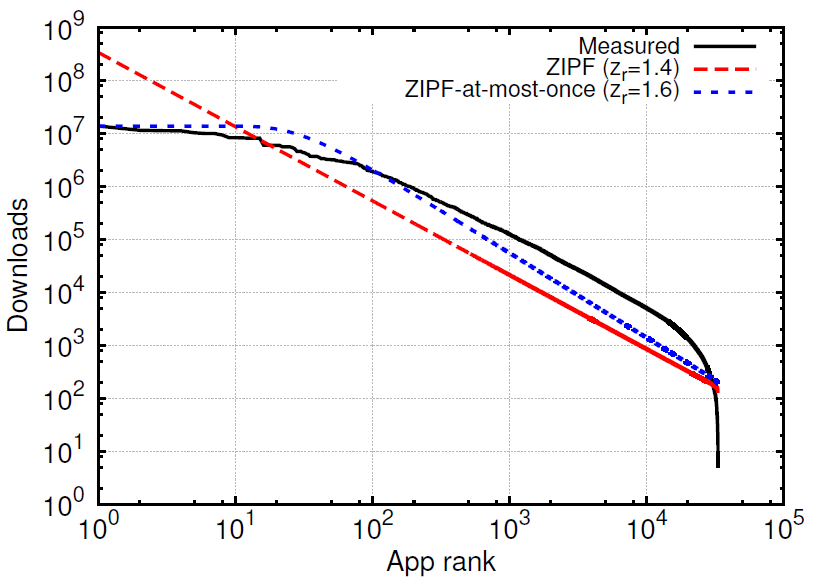 10^9
10^8
10^7
10^6
10^5
10^4
10^3
10^2
10^1
10^0
Downloads
Measured
ZIPF (z_r=1.4)
ZIPF-at-most-once (z_r=1.6)
10^0 10^1 10^2 10^3 10^4 10^5
App rank